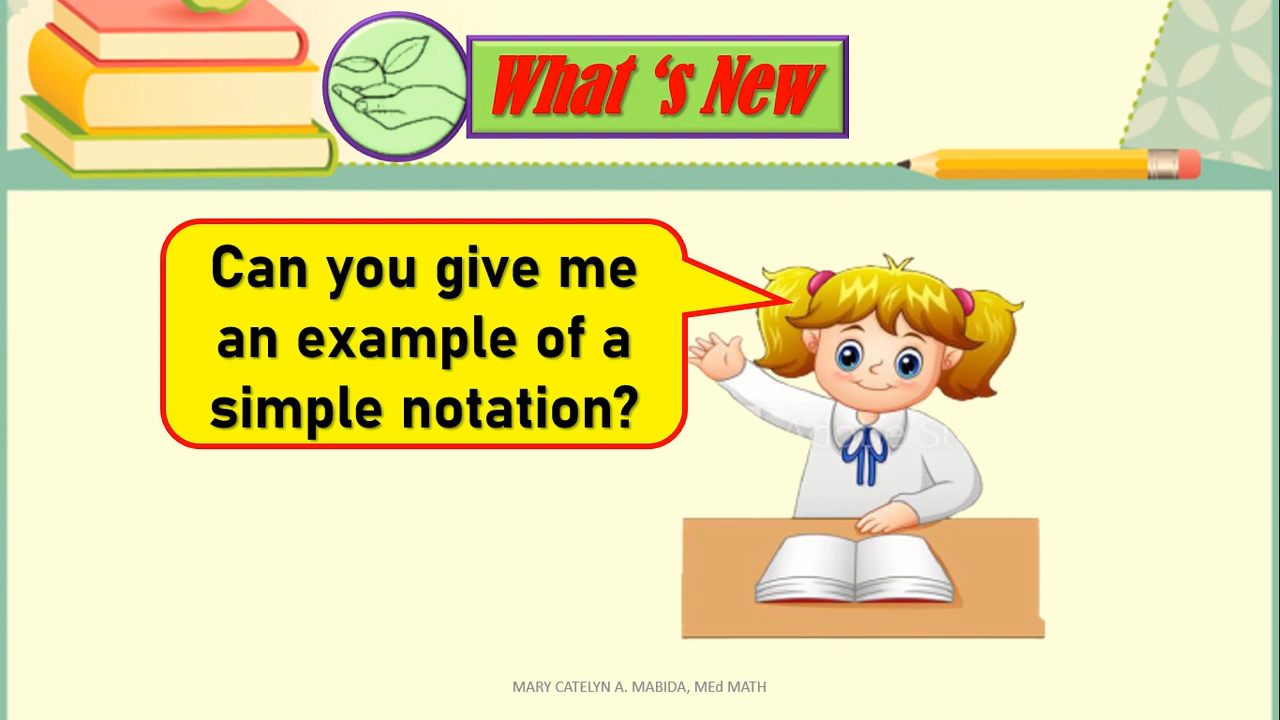 What ‘s New
Can you give me
an example of a
simple notation?
MARY CATELYN A. MABIDA, MEd MATH